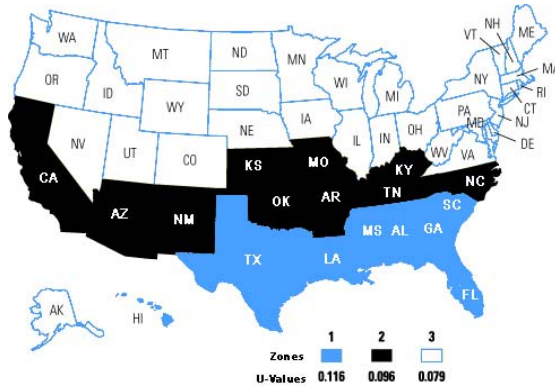 WA
MT
ND
MN
VT
NH
ME
OR
ID
SD
WI
MI
NY
MA
WY
RI
CT
NE
IA
PA
NJ
NV
UT
CO
IL
IN
OH
MD
DE
WV
VA
KS
MO
KY
CA
NC
TN
OK
AR
AZ
NM
SC
MS AL GA
TX
LA
FL
AK
HI
1 2 3
Zones
U-Values 0.116 0.096 0.079